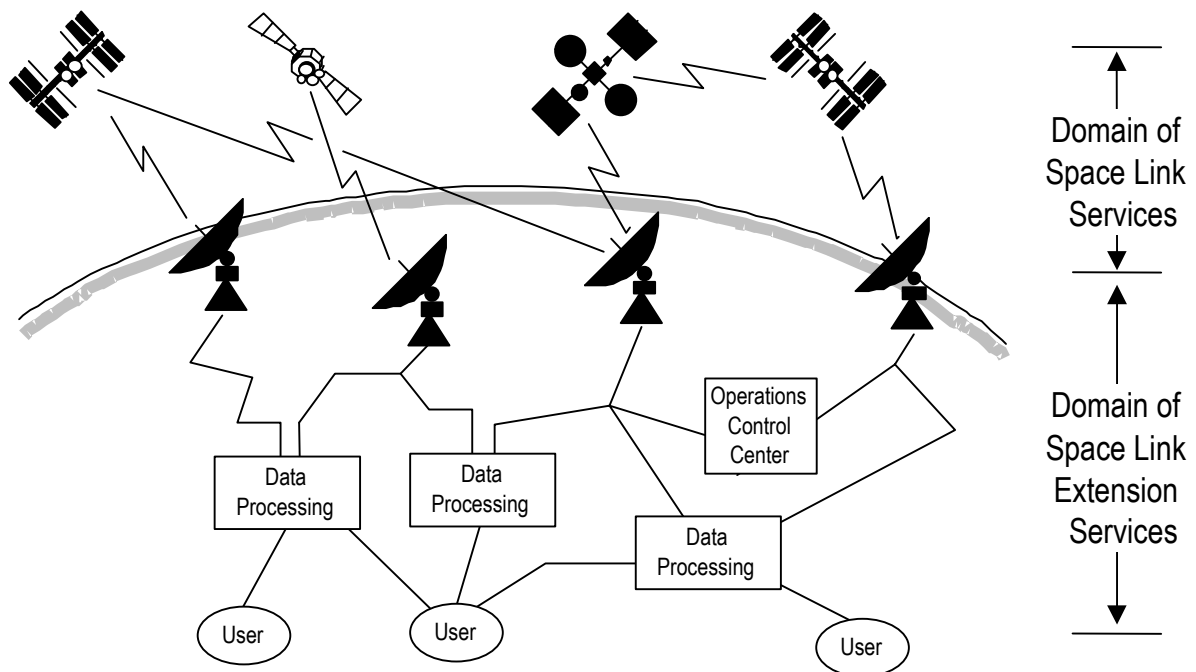 Domain of
Space Link
Services
Operations
Control
Center
Domain of
Space Link
Extension
Services
Data
Processing
Data
Processing
Data
Processing
User
User
User